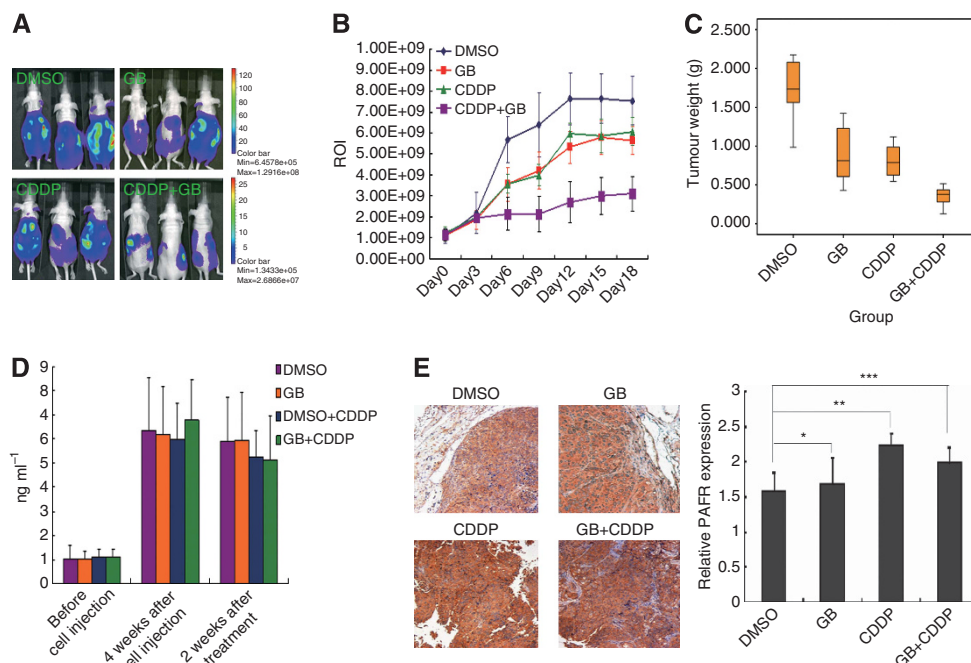 A
DMSO
GB
120
100
80
60
40
20
Color bar
Min=6.4578e+05
Max=1.2916e+08
CDDP
CDDP+GB
25
20
15
10
5
Color bar
Min=1.3433e+05
Max=2.6866e+07
B
1.00E+09
9.00E+09
8.00E+09
7.00E+09
6.00E+09
5.00E+09
4.00E+09
3.00E+09
2.00E+09
1.00E+09
0.00E+09
ROI
DMSO
GB
CDDP
CDDP+GB
Day0
Day3
Day6
Day9
Day12
Day15
Day18
C
2.500
2.000
1.500
1.000
0.500
0.000
Tumour weight (g)
DMSO
GB
CDDP
GB+CDDP
Group
D
9
8
7
6
5
4
3
2
1
0
ng ml⁻¹
DMSO
GB
DMSO+CDDP
GB+CDDP
Before
cell injection
4 weeks after
ell injection
2 weeks after
treatment
E
DMSO
GB
CDDP
GB+CDDP
3
2.5
2
1.5
1
0.5
0
Relative PAFR expression
*
**
***
DMSO
GB
CDDP
GB+CDDP